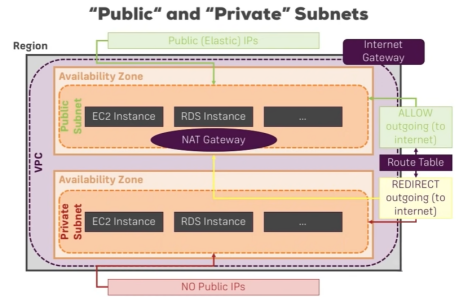 “Public“ and “Private” Subnets
Region
Public (Elastic) IPs
Internet
Gateway
VPC
Availability Zone
Public
Subnet
EC2 Instance
RDS Instance
...
NAT Gateway
ALLOW
outgoing (to
internet)
Route Table
REDIRECT
outgoing (to
internet)
Availability Zone
Private
Subnet
EC2 Instance
RDS Instance
...
NO Public IPs